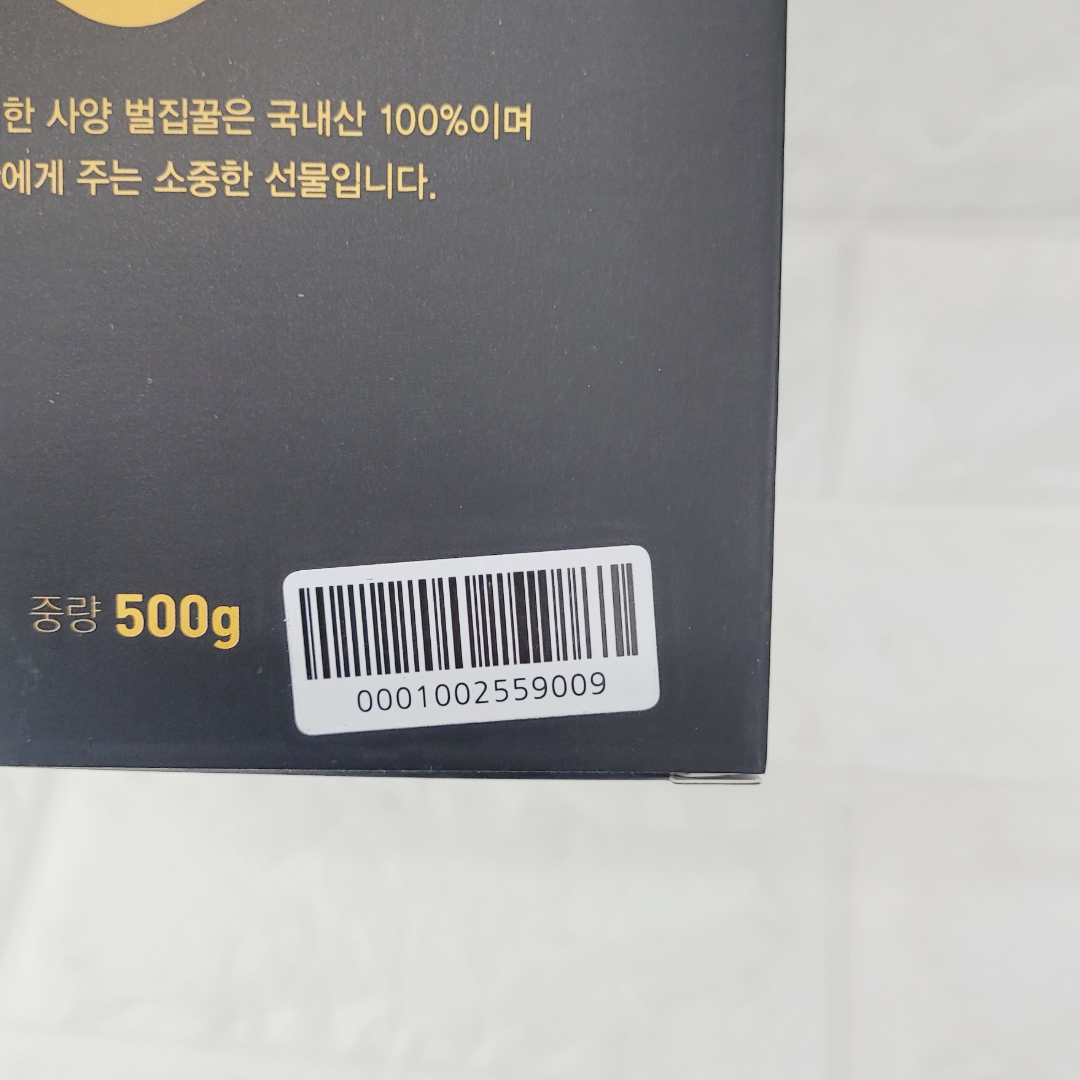 한 사양 벌집꿀은 국내산 100%이며
에게 주는 소중한 선물입니다.
중량 500g
0001002559009